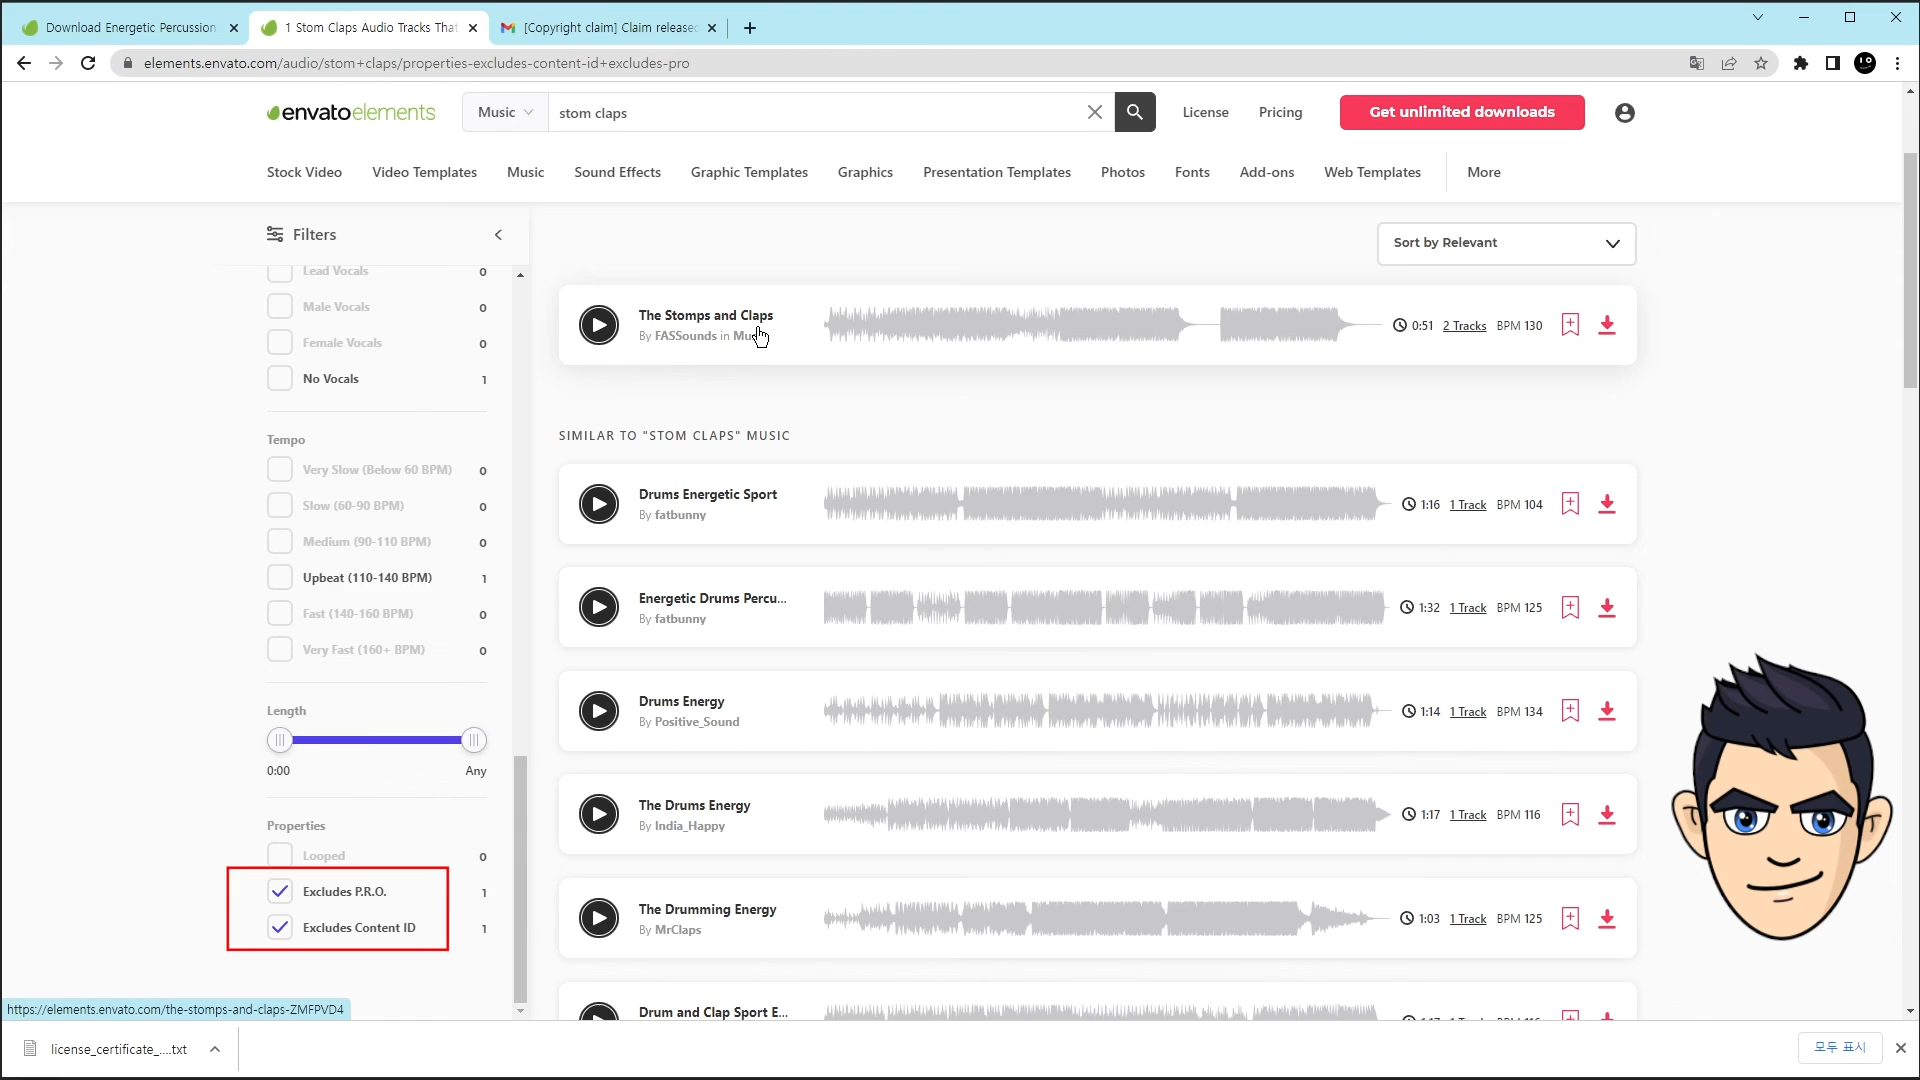 Download Energetic Percussion
1 Stom Claps Audio Tracks That
[Copyright claim] Claim released
elements.envato.com/audio/stom+claps/properties-excludes-content-id+excludes-pro
envatoelements
Music
stom claps
License
Pricing
Get unlimited downloads
Stock Video
Video Templates
Music
Sound Effects
Graphic Templates
Graphics
Presentation Templates
Photos
Fonts
Add-ons
Web Templates
More
Filters
Lead Vocals 0
Male Vocals 0
Female Vocals 0
No Vocals 1
Tempo
Very Slow (Below 60 BPM) 0
Slow (60-90 BPM) 0
Medium (90-110 BPM) 0
Upbeat (110-140 BPM) 1
Fast (140-160 BPM) 0
Very Fast (160+ BPM) 0
Length
0:00 Any
Properties
Looped 0
Excludes P.R.O. 1
Excludes Content ID 1
Sort by Relevant
The Stomps and Claps
By FASSounds in Mu
0:51 2 Tracks BPM 130
SIMILAR TO "STOM CLAPS" MUSIC
Drums Energetic Sport
By fatbunny
1:16 1 Track BPM 104
Energetic Drums Percu...
By fatbunny
1:32 1 Track BPM 125
Drums Energy
By Positive_Sound
1:14 1 Track BPM 134
The Drums Energy
By India_Happy
1:17 1 Track BPM 116
The Drumming Energy
By MrClaps
1:03 1 Track BPM 125
Drum and Clap Sport E...
https://elements.envato.com/the-stomps-and-claps-ZMFPVD4
license_certificate_....txt
모두 표시